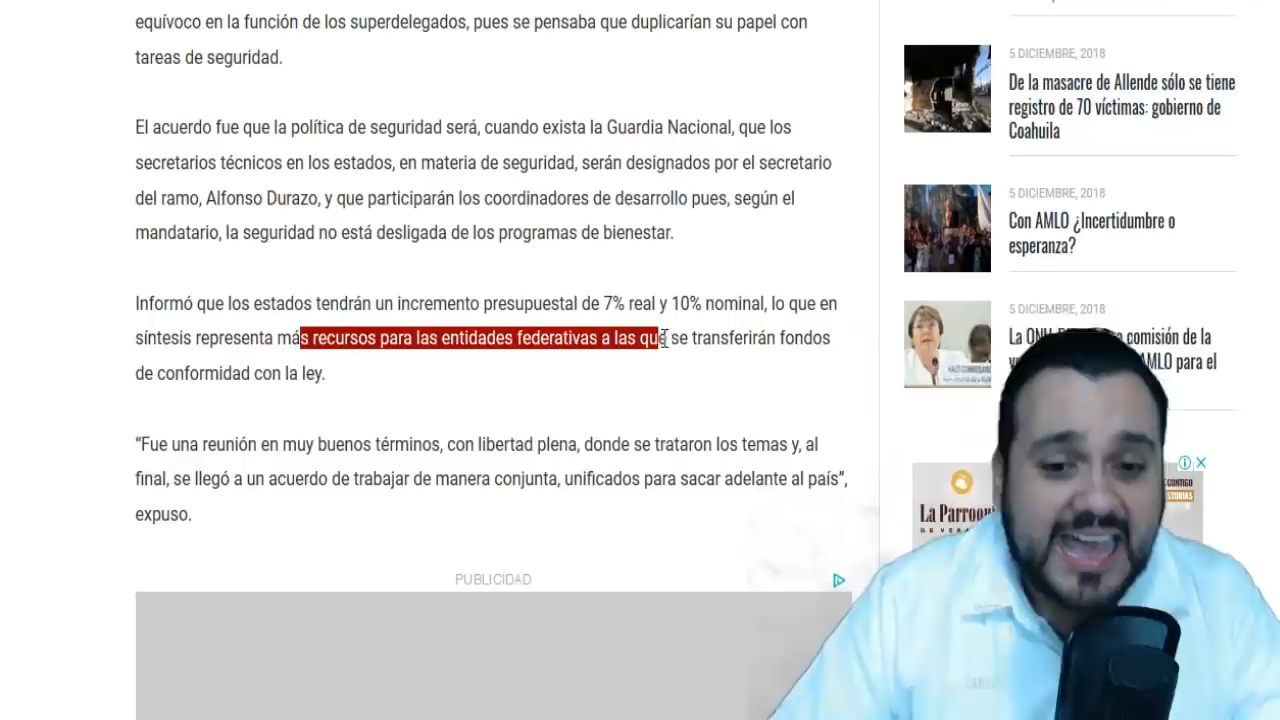 equívoco en la función de los superdelegados, pues se pensaba que duplicarían su papel con
tareas de seguridad.
El acuerdo fue que la política de seguridad será, cuando exista la Guardia Nacional, que los
secretarios técnicos en los estados, en materia de seguridad, serán designados por el secretario
del ramo, Alfonso Durazo, y que participarán los coordinadores de desarrollo pues, según el
mandatario, la seguridad no está desligada de los programas de bienestar.
Informó que los estados tendrán un incremento presupuestal de 7% real y 10% nominal, lo que en
síntesis representa más recursos para las entidades federativas a las que se transferirán fondos
de conformidad con la ley.
“Fue una reunión en muy buenos términos, con libertad plena, donde se trataron los temas y, al
final, se llegó a un acuerdo de trabajar de manera conjunta, unificados para sacar adelante al país”,
expuso.
PUBLICIDAD
5 DICIEMBRE, 2018
De la masacre de Allende sólo se tiene
registro de 70 víctimas: gobierno de
Coahuila
5 DICIEMBRE, 2018
Con AMLO ¿Incertidumbre o
esperanza?
5 DICIEMBRE, 2018
La ONU comisión de la
AMLO para el
La Parroqu
DE VER
CONTIGO